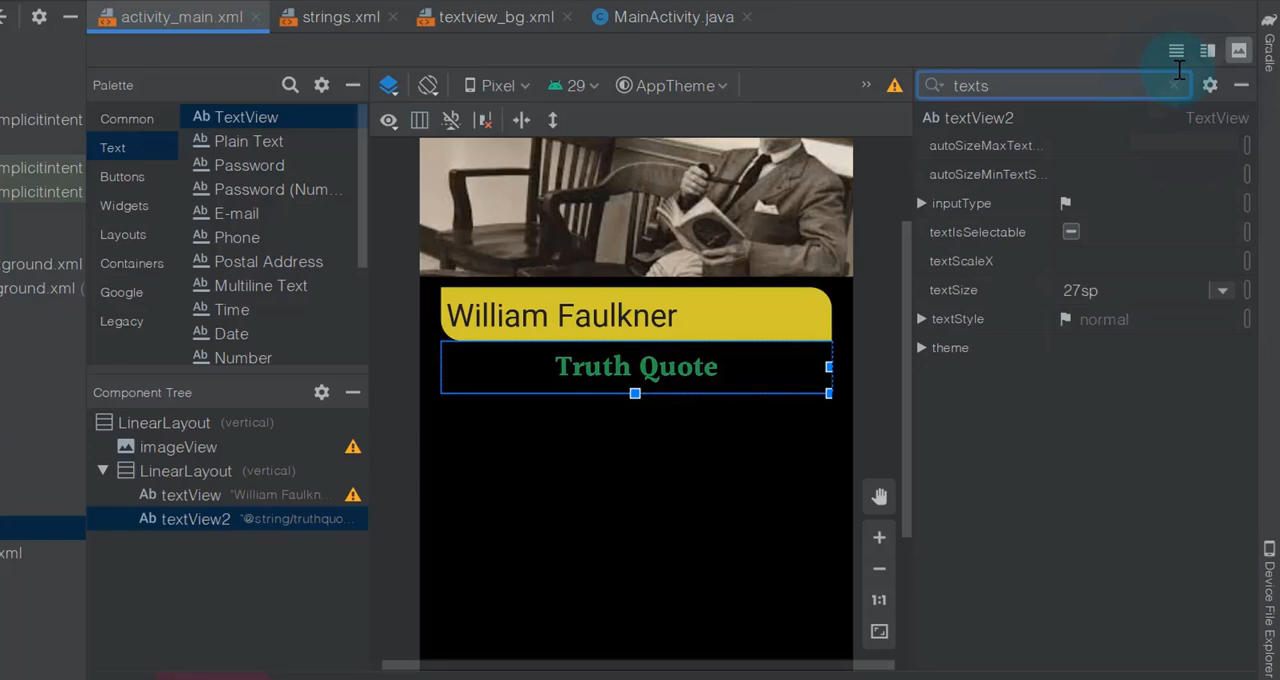 activity_main.xml strings.xml textview_bg.xml MainActivity.java
Gradle
Palette
Pixel 29 AppTheme
texts
Common
Text
Buttons
Widgets
Layouts
Containers
Google
Legacy
Ab TextView
Ab Plain Text
Ab Password
Ab Password (Num...
Ab E-mail
Ab Phone
Ab Postal Address
Ab Multiline Text
Ab Time
Ab Date
Ab Number
mplicitintent
mplicitintent
mplicitintent
ground.xml
ground.xml (
xml
Component Tree
LinearLayout (vertical)
imageView
LinearLayout (vertical)
Ab textView "William Faulkn...
Ab textView2 "@string/truthquo...
William Faulkner
Truth Quote
1:1
Ab textView2 TextView
autoSizeMaxText...
autoSizeMinTextS...
inputType
textIsSelectable
textScaleX
textSize 27sp
textStyle normal
theme
Device File Explorer